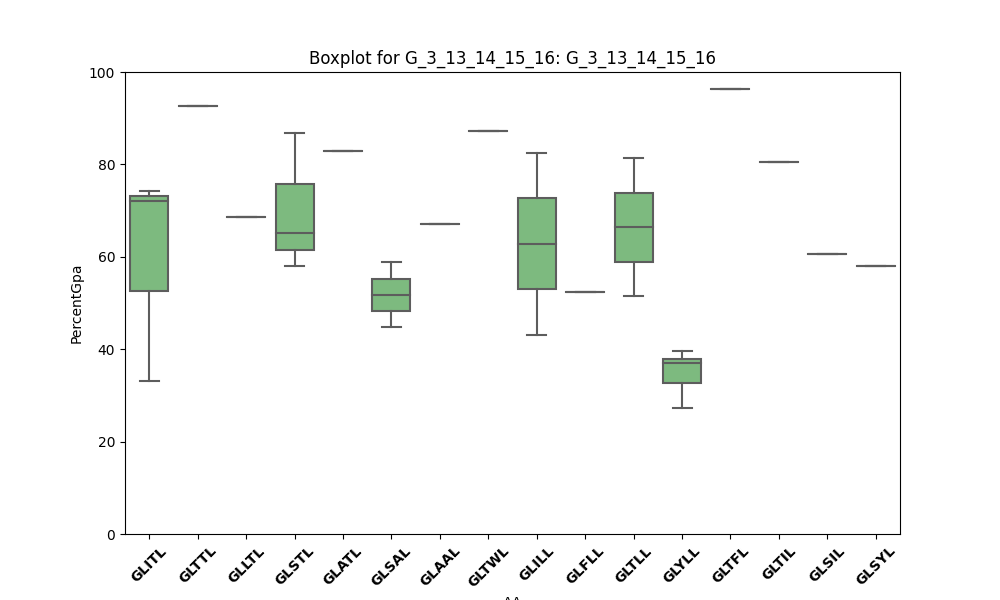 Boxplot for G_3_13_14_15_16: G_3_13_14_15_16
100
80
60
40
20
0
PercentGpa
GLITL
GLTTL
GLLTL
GLSTL
GLATL
GLSAL
GLAAL
GLTWL
GLILL
GLFLL
GLTLL
GLYLL
GLTFL
GLTIL
GLSIL
GLSYL